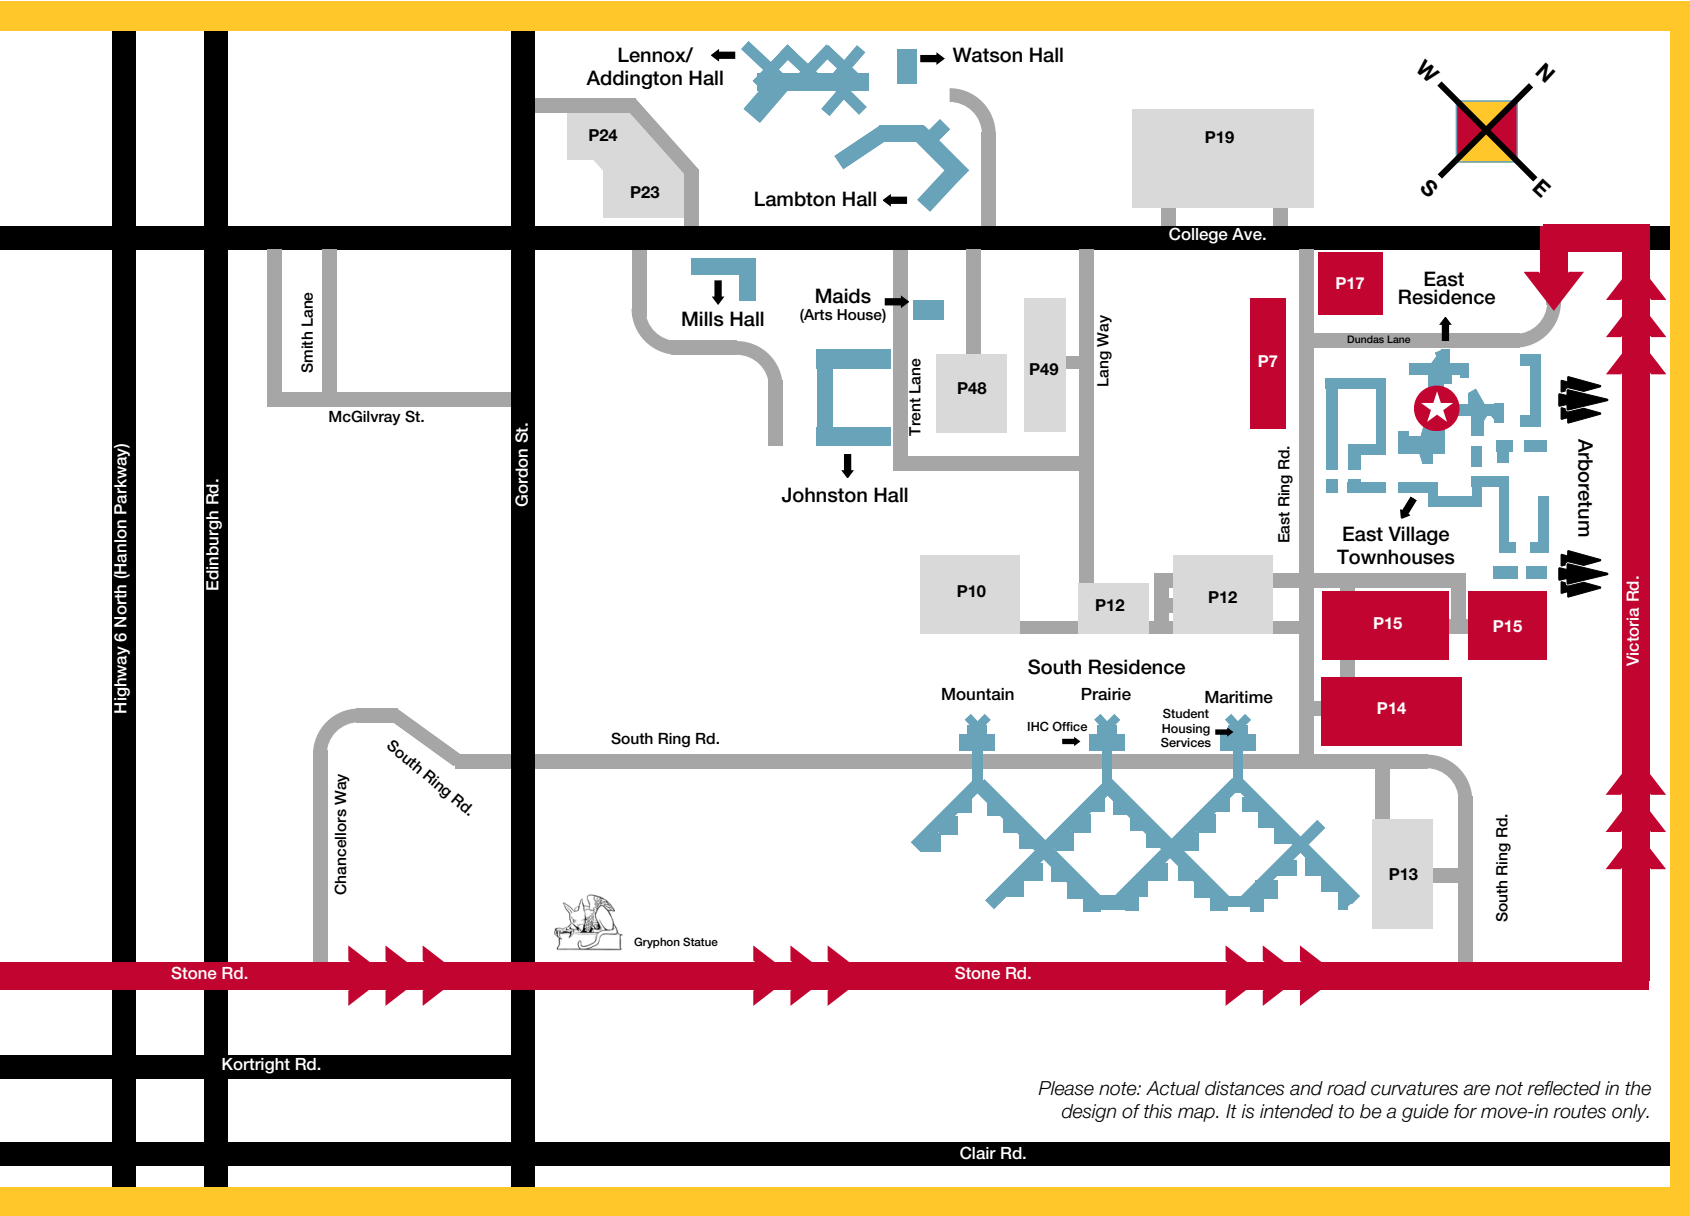 Lennox/
Addington Hall
Watson Hall
W
N
S
E
P24
P23
P19
Lambton Hall
College Ave.
Smith Lane
Mills Hall
Maids
(Arts House)
P17
East
Residence
Dundas Lane
P7
P49
P48
Lang Way
Trent Lane
McGilvray St.
Johnston Hall
Highway 6 North (Hanlon Parkway)
Edinburgh Rd.
Gordon St.
East Ring Rd.
Arboretum
East Village
Townhouses
Victoria Rd.
P10
P12
P12
P15
P15
South Residence
Mountain
Prairie
Maritime
IHC Office
Student
Housing
Services
P14
South Ring Rd.
South Ring Rd.
Chancellors Way
P13
South Ring Rd.
Gryphon Statue
Stone Rd.
Stone Rd.
Kortright Rd.
Please note: Actual distances and road curvatures are not reflected in the
design of this map. It is intended to be a guide for move-in routes only.
Clair Rd.